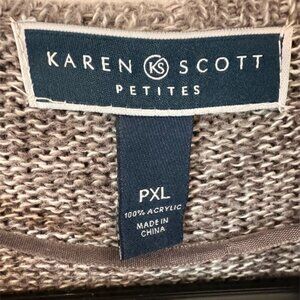 KAREN KS SCOTT
PETITES
PXL
100% ACRYLIC
MADE IN
CHINA